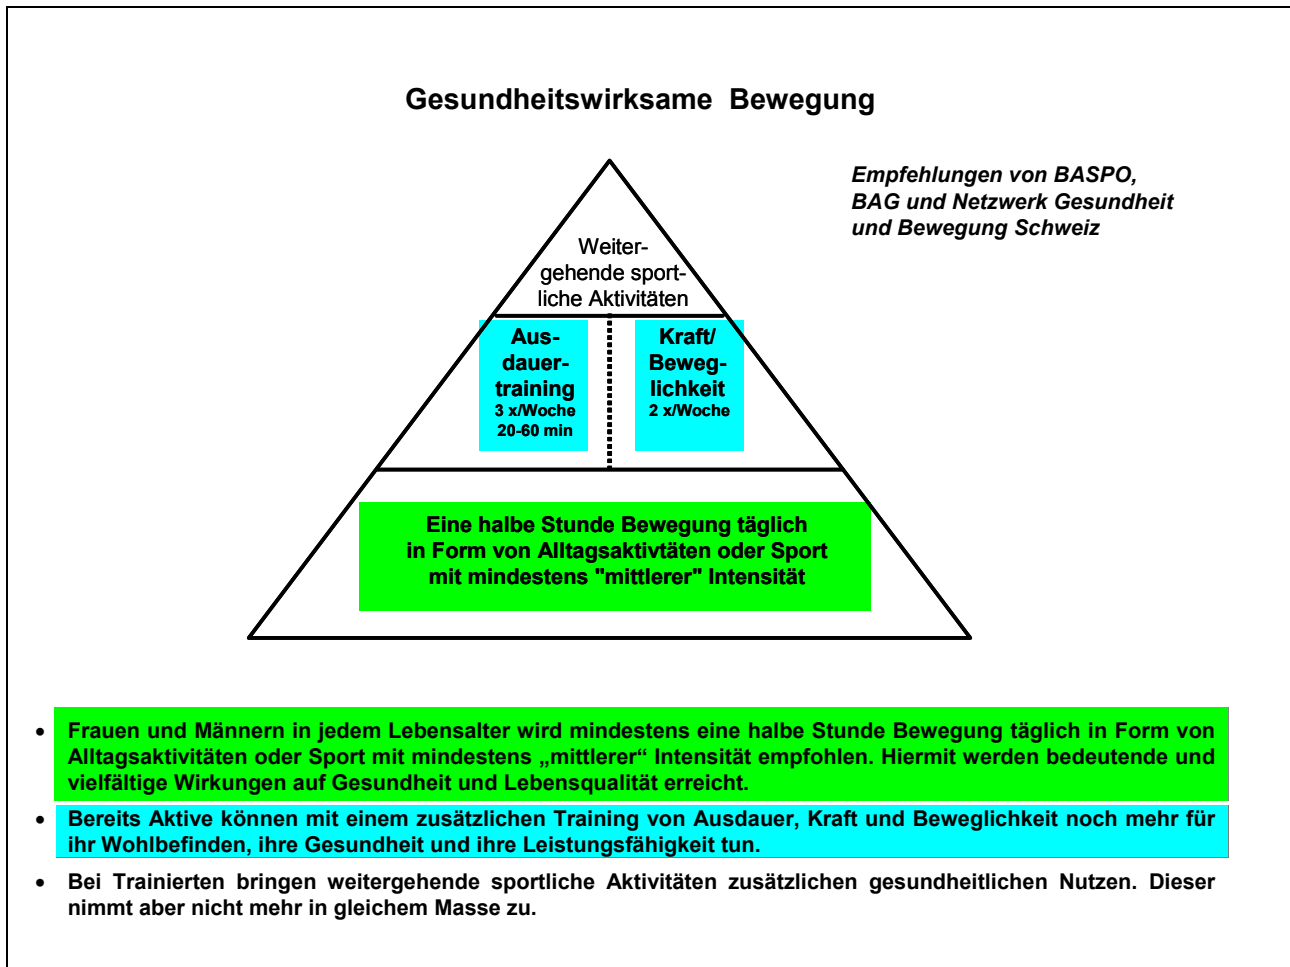 Gesundheitswirksame Bewegung
Empfehlungen von BASPO,
BAG und Netzwerk Gesundheit
und Bewegung Schweiz
Weiter-
gehende sport-
liche Aktivitäten
Aus-
dauer-
training
3 x/Woche
20-60 min
Kraft/
Beweg-
lichkeit
2 x/Woche
Eine halbe Stunde Bewegung täglich
in Form von Alltagsaktivtäten oder Sport
mit mindestens "mittlerer" Intensität
• Frauen und Männern in jedem Lebensalter wird mindestens eine halbe Stunde Bewegung täglich in Form von
Alltagsaktivitäten oder Sport mit mindestens „mittlerer“ Intensität empfohlen. Hiermit werden bedeutende und
vielfältige Wirkungen auf Gesundheit und Lebensqualität erreicht.
• Bereits Aktive können mit einem zusätzlichen Training von Ausdauer, Kraft und Beweglichkeit noch mehr für
ihr Wohlbefinden, ihre Gesundheit und ihre Leistungsfähigkeit tun.
• Bei Trainierten bringen weitergehende sportliche Aktivitäten zusätzlichen gesundheitlichen Nutzen. Dieser
nimmt aber nicht mehr in gleichem Masse zu.